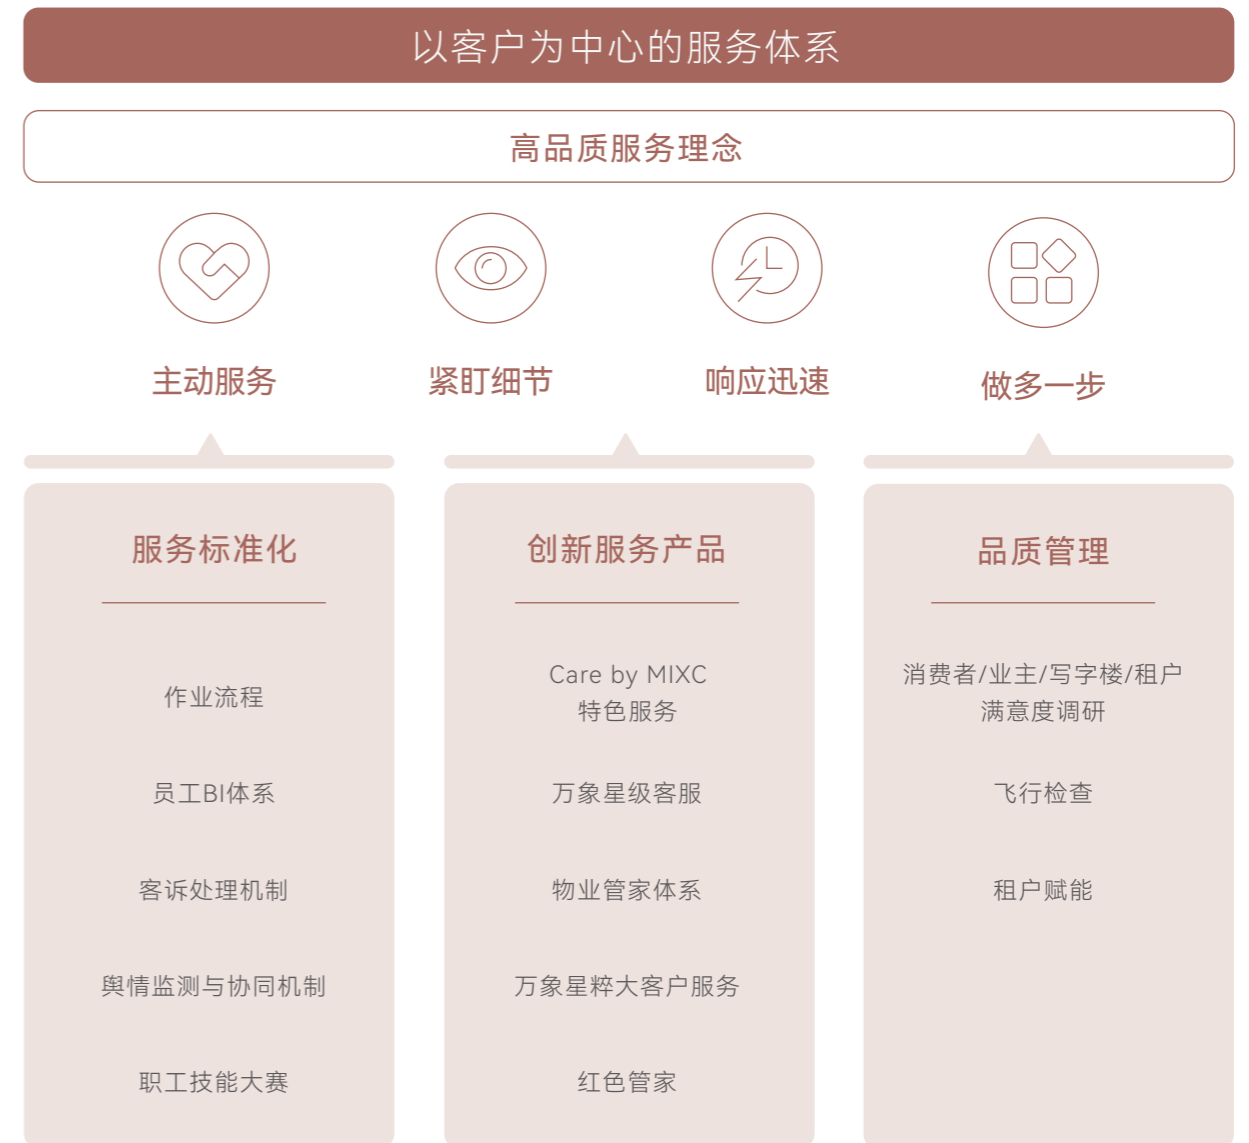 以客户为中心的服务体系
高品质服务理念
主动服务
紧盯细节
响应迅速
做多一步
服务标准化
作业流程
员工BI体系
客诉处理机制
舆情监测与协同机制
职工技能大赛
创新服务产品
Care by MIXC
特色服务
万象星级客服
物业管家体系
万象星粹大客户服务
红色管家
品质管理
消费者/业主/写字楼/租户
满意度调研
飞行检查
租户赋能